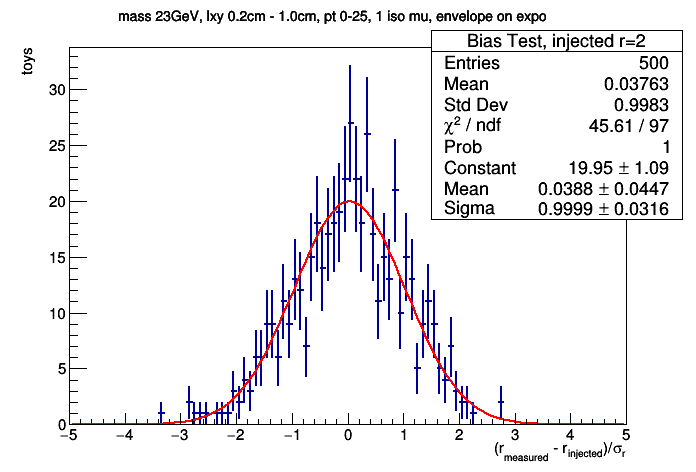 mass 23GeV, lxy 0.2cm - 1.0cm, pt 0-25, 1 iso mu, envelope on expo
Bias Test, injected r=2
Entries 500
Mean 0.03763
Std Dev 0.9983
χ² / ndf 45.61 / 97
Prob 1
Constant 19.95 ± 1.09
Mean 0.0388 ± 0.0447
Sigma 0.9999 ± 0.0316
toys
30
25
20
15
10
5
0
−5 −4 −3 −2 −1 0 1 2 3 4 5
(r_measured - r_injected)/σ_r